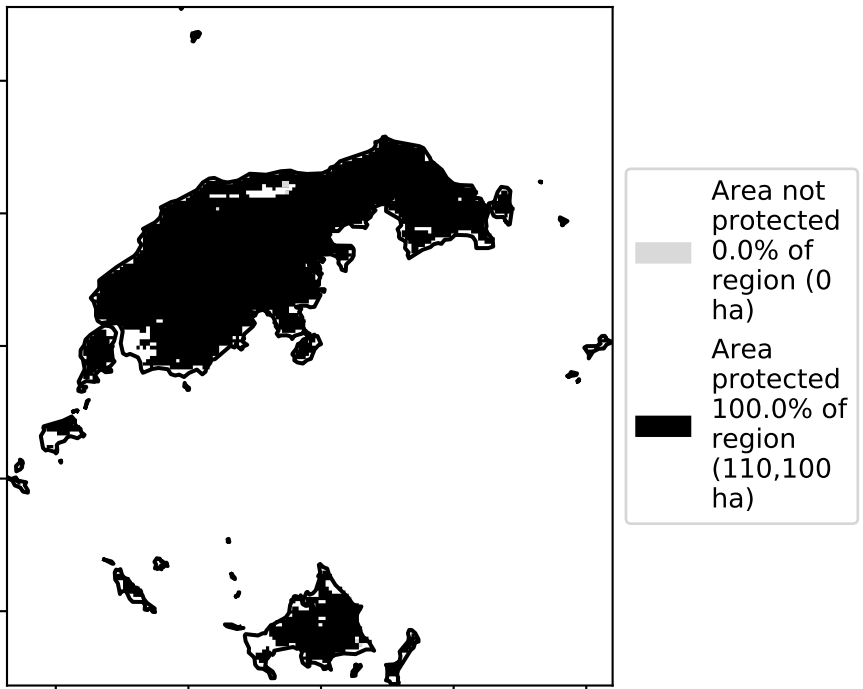 Area not
protected
0.0% of
region (0
ha)
Area
protected
100.0% of
region
(110,100
ha)